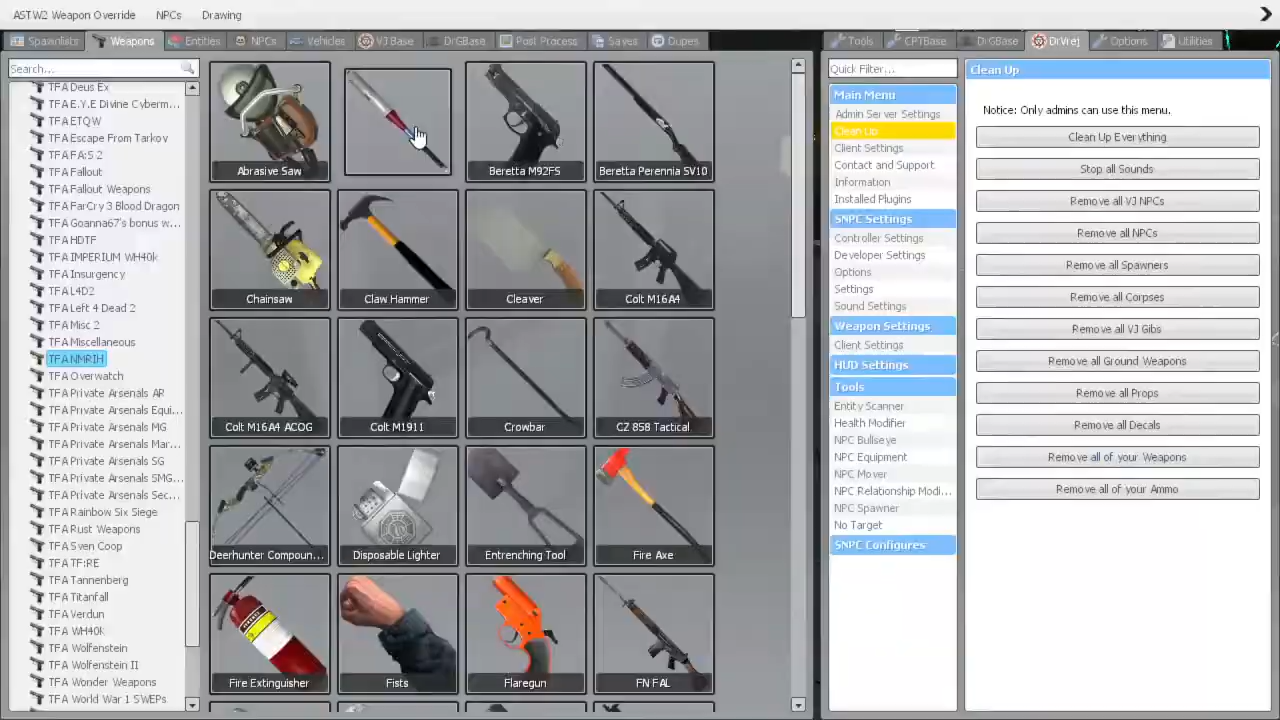 ASTW2 Weapon Override NPCs Drawing
Spawnlists Weapons Entities NPCs Vehicles VJ Base DrGBase Post Process Saves Dupes
Tools CPTBase DrGBase DrVrej Options Utilities
Search...
TFA Deus Ex
TFA E.Y.E Divine Cyberm...
TFA ETQW
TFA Escape From Tarkov
TFA FA:S 2
TFA Fallout
TFA Fallout Weapons
TFA FarCry 3 Blood Dragon
TFA Goanna67's bonus w...
TFA HDTF
TFA IMPERIUM WH40k
TFA Insurgency
TFA L4D2
TFA Left 4 Dead 2
TFA Misc 2
TFA Miscellaneous
TFA NMRIH
TFA Overwatch
TFA Private Arsenals AR
TFA Private Arsenals Equi...
TFA Private Arsenals MG
TFA Private Arsenals Mar...
TFA Private Arsenals SG
TFA Private Arsenals SMG...
TFA Private Arsenals Sec...
TFA Rainbow Six Siege
TFA Rust Weapons
TFA Sven Coop
TFA TF:RE
TFA Tannenberg
TFA Titanfall
TFA Verdun
TFA WH40k
TFA Wolfenstein
TFA Wolfenstein II
TFA Wonder Weapons
TFA World War 1 SWEPs
Abrasive Saw
Beretta M92FS
Beretta Perennia SV10
Chainsaw
Claw Hammer
Cleaver
Colt M16A4
Colt M16A4 ACOG
Colt M1911
Crowbar
CZ 858 Tactical
Deerhunter Compoun...
Disposable Lighter
Entrenching Tool
Fire Axe
Fire Extinguisher
Fists
Flaregun
FN FAL
Quick Filter...
Main Menu
Admin Server Settings
Clean Up
Client Settings
Contact and Support
Information
Installed Plugins
SNPC Settings
Controller Settings
Developer Settings
Options
Settings
Sound Settings
Weapon Settings
Client Settings
HUD Settings
Tools
Entity Scanner
Health Modifier
NPC Bullseye
NPC Equipment
NPC Mover
NPC Relationship Modi...
NPC Spawner
No Target
SNPC Configures
Clean Up
Notice: Only admins can use this menu.
Clean Up Everything
Stop all Sounds
Remove all VJ NPCs
Remove all NPCs
Remove all Spawners
Remove all Corpses
Remove all VJ Gibs
Remove all Ground Weapons
Remove all Props
Remove all Decals
Remove all of your Weapons
Remove all of your Ammo